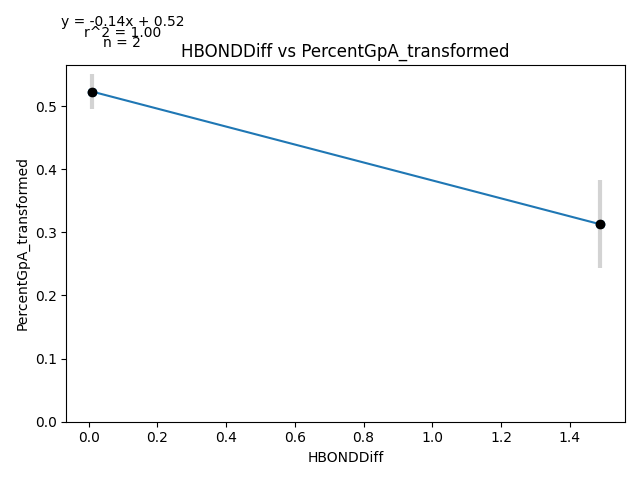 y = -0.14x + 0.52
r^2 = 1.00
n = 2
HBONDDiff vs PercentGpA_transformed
PercentGpA_transformed
0.5
0.4
0.3
0.2
0.1
0.0
0.0 0.2 0.4 0.6 0.8 1.0 1.2 1.4
HBONDDiff